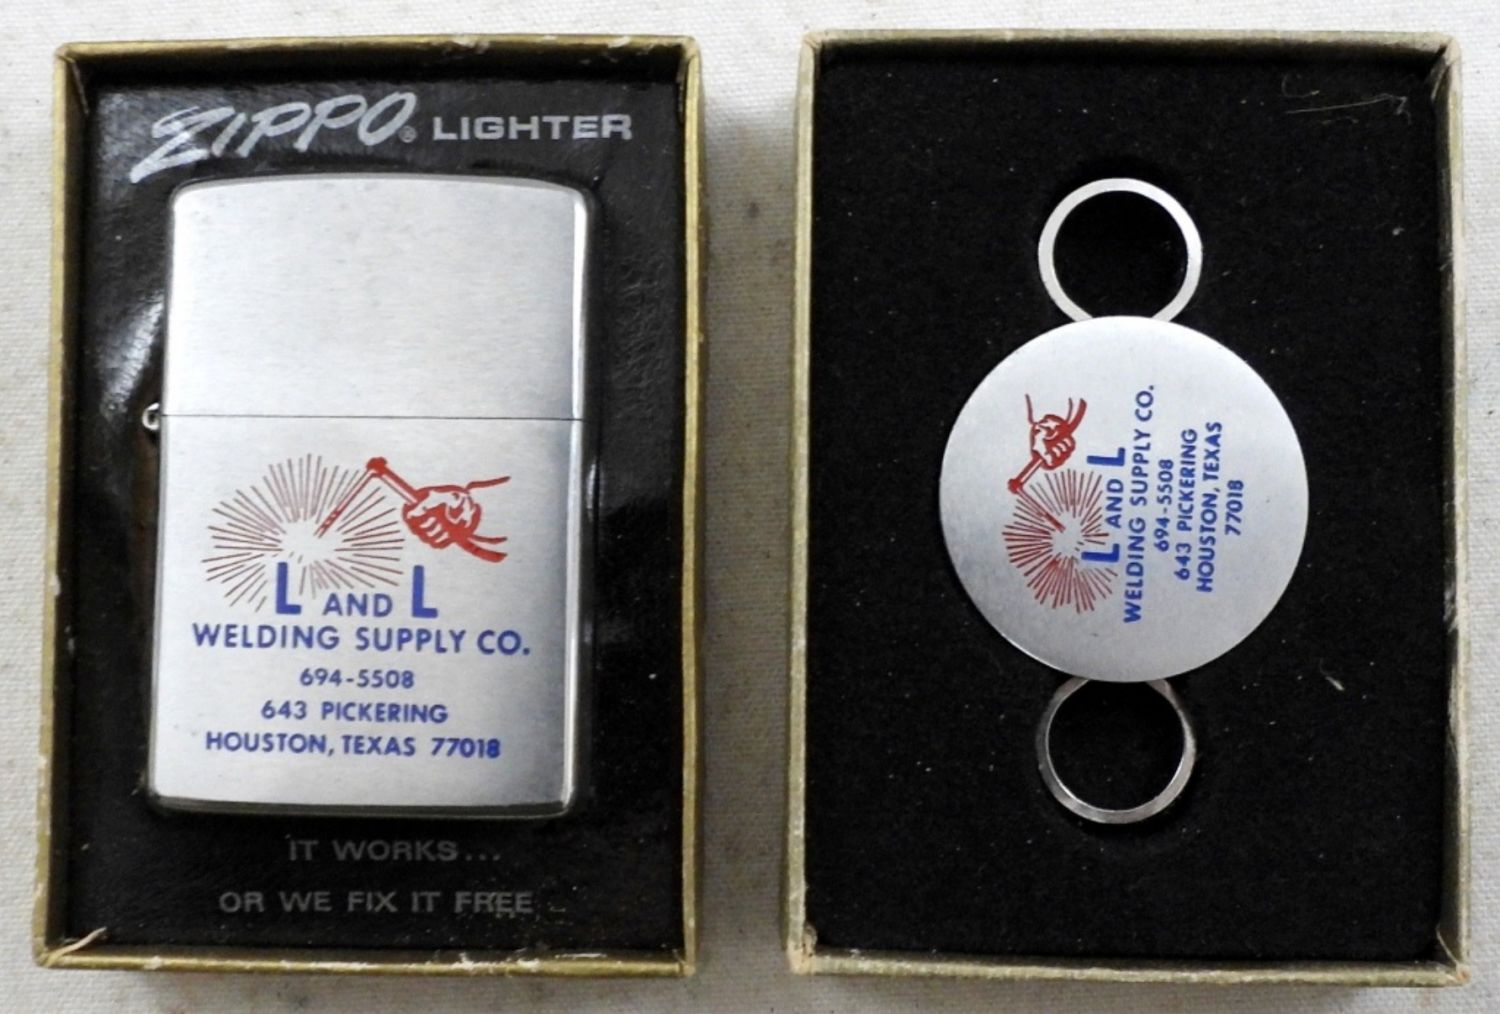 ZIPPO® LIGHTER
L AND L
WELDING SUPPLY CO.
694-5508
643 PICKERING
HOUSTON, TEXAS 77018
IT WORKS...
OR WE FIX IT FREE
L AND L
WELDING SUPPLY CO.
694-5508
643 PICKERING
HOUSTON, TEXAS
77018